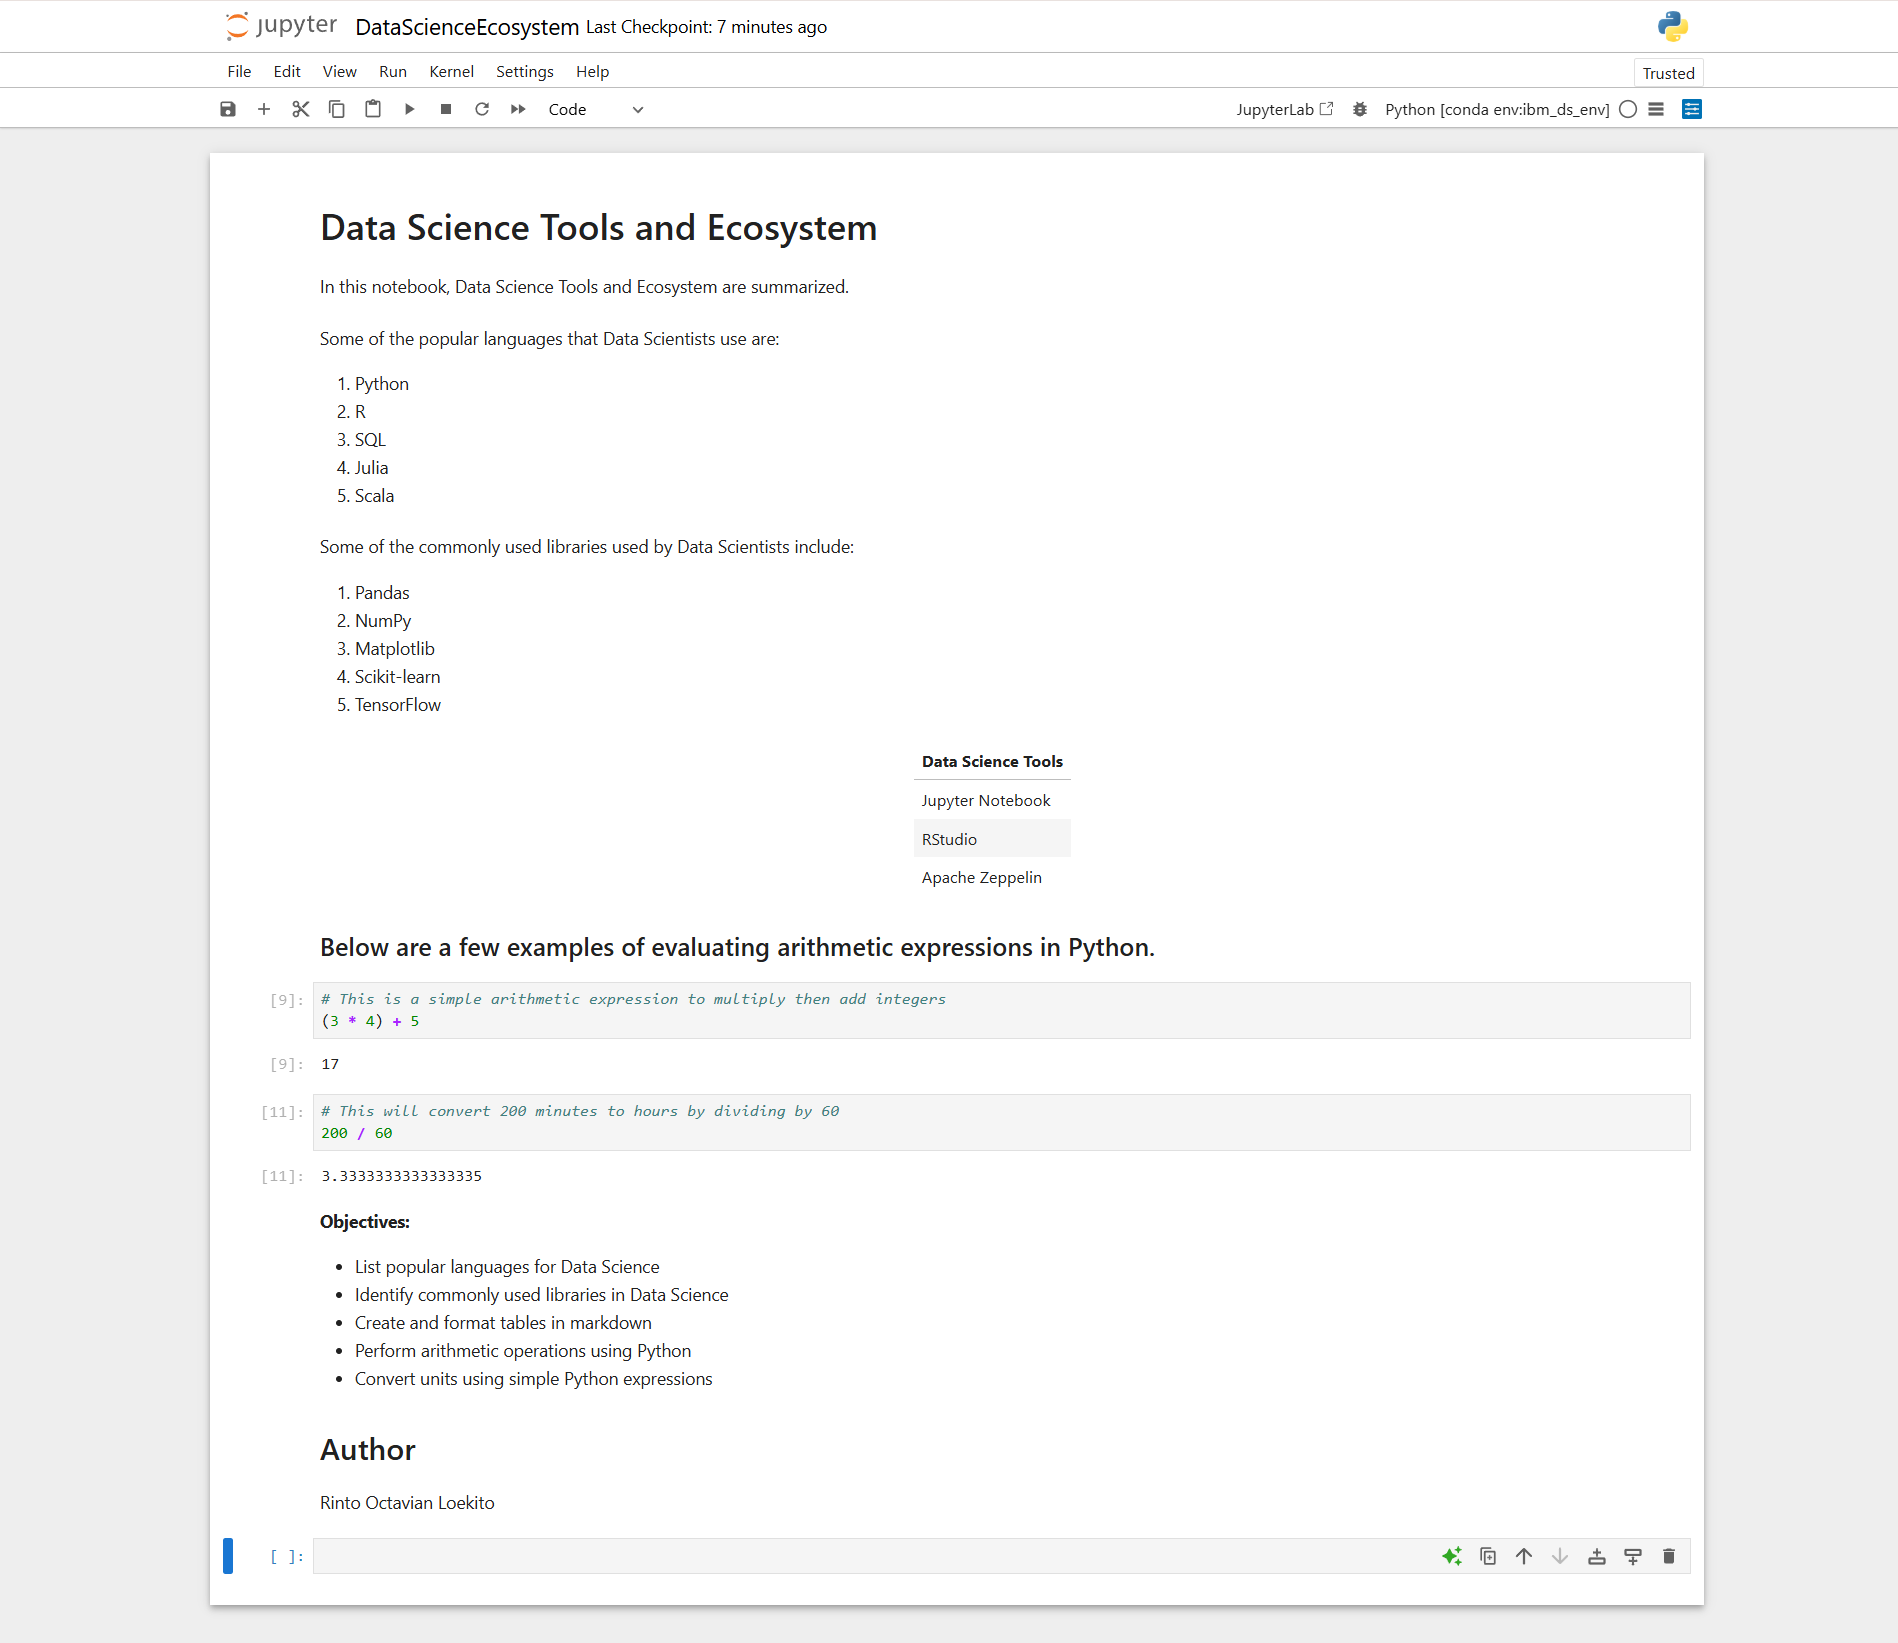 jupyter DataScienceEcosystem Last Checkpoint: 7 minutes ago
File Edit View Run Kernel Settings Help
Trusted
Code
JupyterLab Python [conda env:ibm_ds_env]
Data Science Tools and Ecosystem
In this notebook, Data Science Tools and Ecosystem are summarized.
Some of the popular languages that Data Scientists use are:
1. Python
2. R
3. SQL
4. Julia
5. Scala
Some of the commonly used libraries used by Data Scientists include:
1. Pandas
2. NumPy
3. Matplotlib
4. Scikit-learn
5. TensorFlow
Data Science Tools
Jupyter Notebook
RStudio
Apache Zeppelin
Below are a few examples of evaluating arithmetic expressions in Python.
[9]: # This is a simple arithmetic expression to multiply then add integers
(3 * 4) + 5
[9]: 17
[11]: # This will convert 200 minutes to hours by dividing by 60
200 / 60
[11]: 3.3333333333333335
Objectives:
• List popular languages for Data Science
• Identify commonly used libraries in Data Science
• Create and format tables in markdown
• Perform arithmetic operations using Python
• Convert units using simple Python expressions
Author
Rinto Octavian Loekito
[ ]: